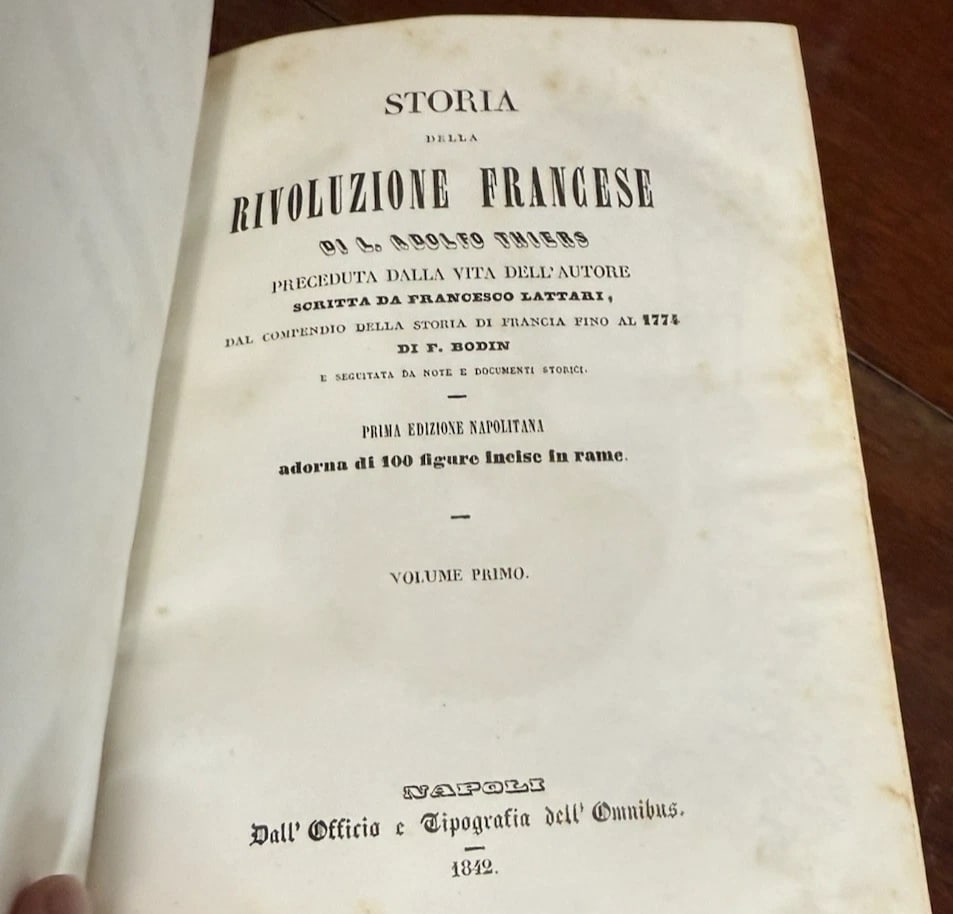 STORIA
DELLA
RIVOLUZIONE FRANCESE
DI L. ADOLFO THIERS
PRECEDUTA DALLA VITA DELL'AUTORE
SCRITTA DA FRANCESCO LATTARI,
DAL COMPENDIO DELLA STORIA DI FRANCIA FINO AL 1774
DI F. BODIN
E SEGUITATA DA NOTE E DOCUMENTI STORICI.
PRIMA EDIZIONE NAPOLITANA
adorna di 100 figure incise in rame.
VOLUME PRIMO.
NAPOLI
Dall' Officio e Tipografia dell' Omnibus.
1842.